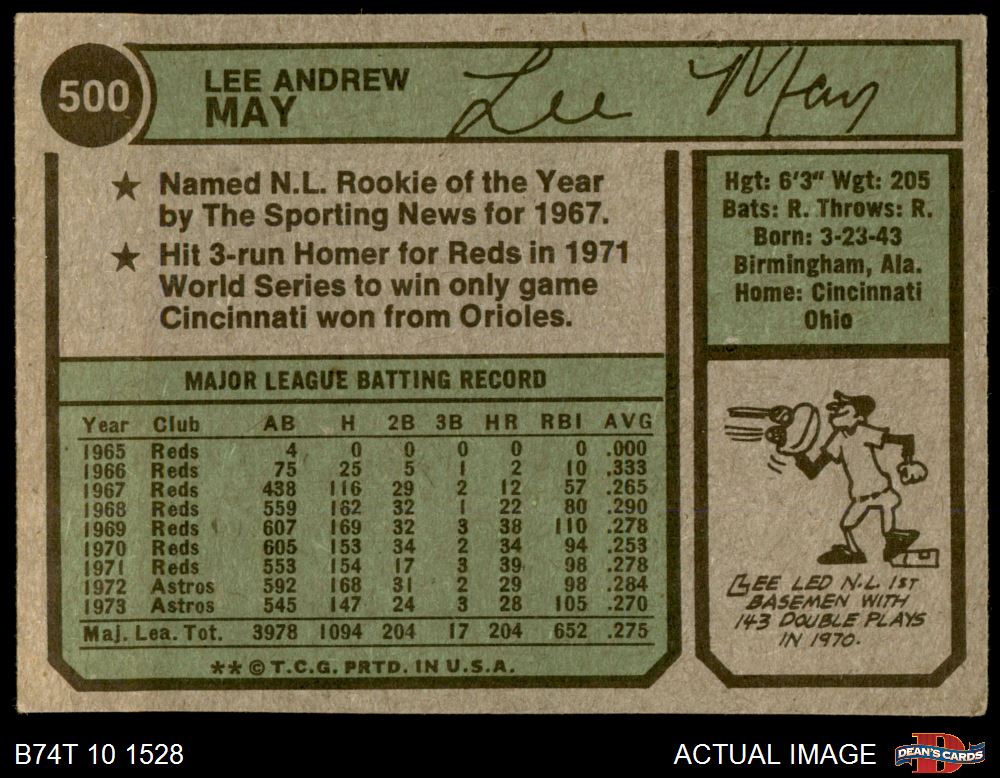 500
LEE ANDREW
MAY
Lee May
★ Named N.L. Rookie of the Year
by The Sporting News for 1967.
★ Hit 3-run Homer for Reds in 1971
World Series to win only game
Cincinnati won from Orioles.
Hgt: 6'3" Wgt: 205
Bats: R. Throws: R.
Born: 3-23-43
Birmingham, Ala.
Home: Cincinnati
Ohio
MAJOR LEAGUE BATTING RECORD
Year Club AB H 2B 3B HR RBI AVG
1965 Reds 4 0 0 0 0 0 .000
1966 Reds 75 25 5 1 2 10 .333
1967 Reds 438 116 29 2 12 57 .265
1968 Reds 559 162 32 1 22 80 .290
1969 Reds 607 169 32 3 38 110 .278
1970 Reds 605 153 34 2 34 94 .253
1971 Reds 553 154 17 3 39 98 .278
1972 Astros 592 168 31 2 29 98 .284
1973 Astros 545 147 24 3 28 105 .270
Maj. Lea. Tot. 3978 1094 204 17 204 652 .275
** © T.C.G. PRTD. IN U.S.A.
LEE LED N.L. 1ST
BASEMEN WITH
143 DOUBLE PLAYS
IN 1970.
B74T 10 1528
ACTUAL IMAGE
DEAN'S CARDS